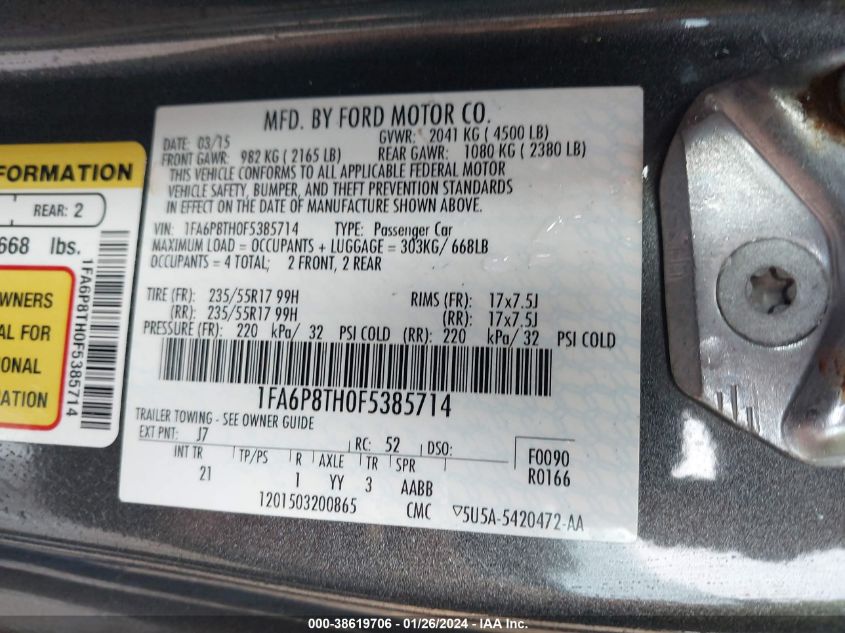 FORMATION
REAR: 2
668 lbs.
WNERS
AL FOR
IONAL
ATION
1FA6P8TH0F5385714
MFD. BY FORD MOTOR CO.
DATE: 03/15 GVWR: 2041 KG ( 4500 LB)
FRONT GAWR: 982 KG ( 2165 LB) REAR GAWR: 1080 KG ( 2380 LB)
THIS VEHICLE CONFORMS TO ALL APPLICABLE FEDERAL MOTOR
VEHICLE SAFETY, BUMPER, AND THEFT PREVENTION STANDARDS
IN EFFECT ON THE DATE OF MANUFACTURE SHOWN ABOVE.
VIN: 1FA6P8TH0F5385714 TYPE: Passenger Car
MAXIMUM LOAD = OCCUPANTS + LUGGAGE = 303KG/ 668LB
OCCUPANTS = 4 TOTAL; 2 FRONT, 2 REAR
TIRE (FR): 235/55R17 99H RIMS (FR): 17x7.5J
(RR): 235/55R17 99H (RR): 17x7.5J
PRESSURE (FR): 220 kPa/ 32 PSI COLD (RR): 220 kPa/ 32 PSI COLD
1FA6P8TH0F5385714
TRAILER TOWING - SEE OWNER GUIDE
EXT PNT: J7 RC: 52 DSO: F0090
INT TR TP/PS R AXLE TR SPR R0166
21 1 YY 3 AABB
1201503200865 CMC ▽5U5A-5420472-AA
000-38619706 - 01/26/2024 - IAA Inc.